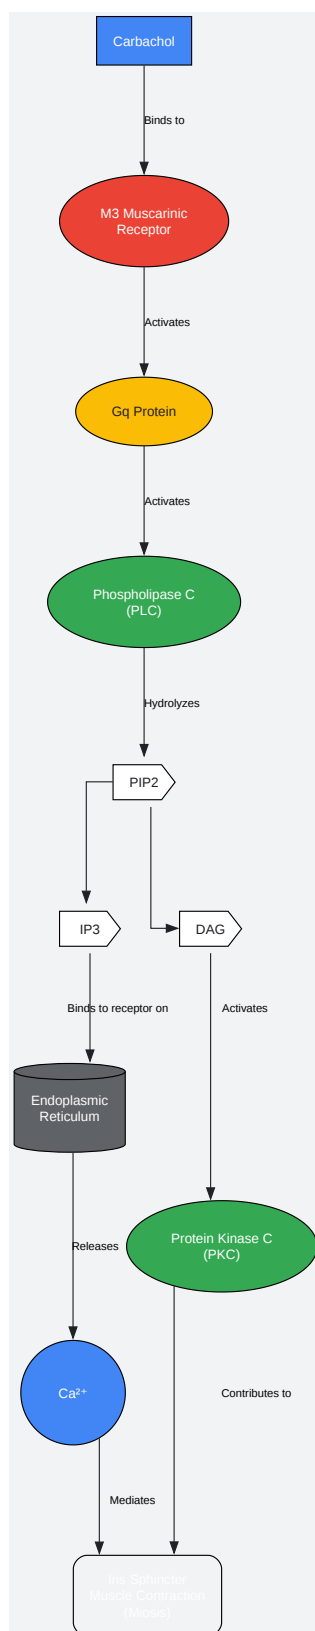 Carbachol
Binds to
M3 Muscarinic
Receptor
Activates
Gq Protein
Activates
Phospholipase C
(PLC)
Hydrolyzes
PIP2
IP3
DAG
Binds to receptor on
Activates
Endoplasmic
Reticulum
Protein Kinase C
(PKC)
Releases
Ca²⁺
Contributes to
Mediates
Iris Sphincter
Muscle Contraction
(Miosis)